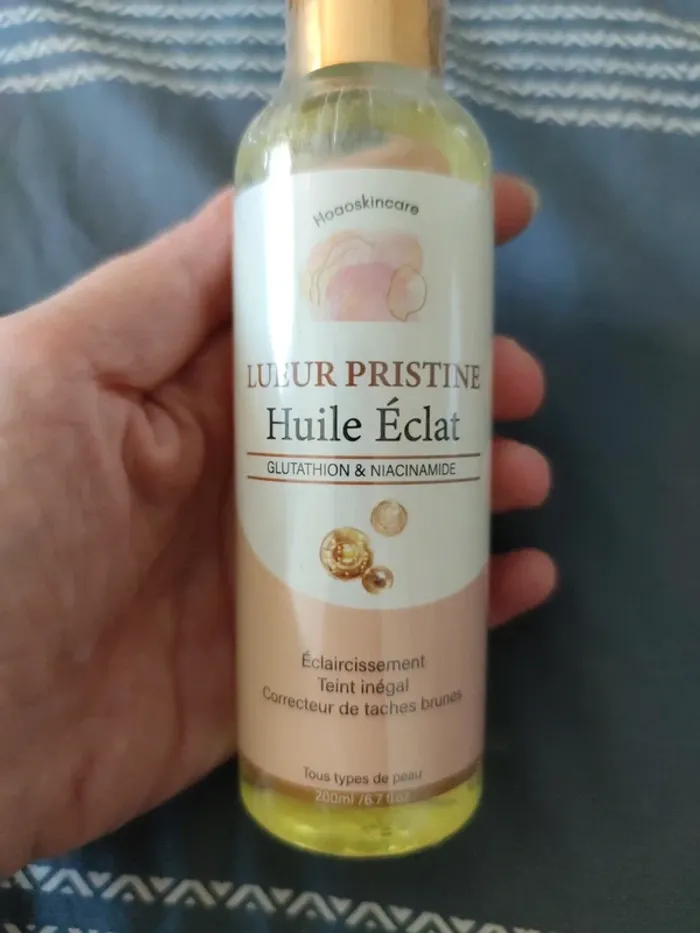 Hoaoskincare
LUEUR PRISTINE
Huile Éclat
GLUTATHION & NIACINAMIDE
Éclaircissement
Teint inégal
Correcteur de taches brunes
Tous types de peau
200ml /6.7 fl oz